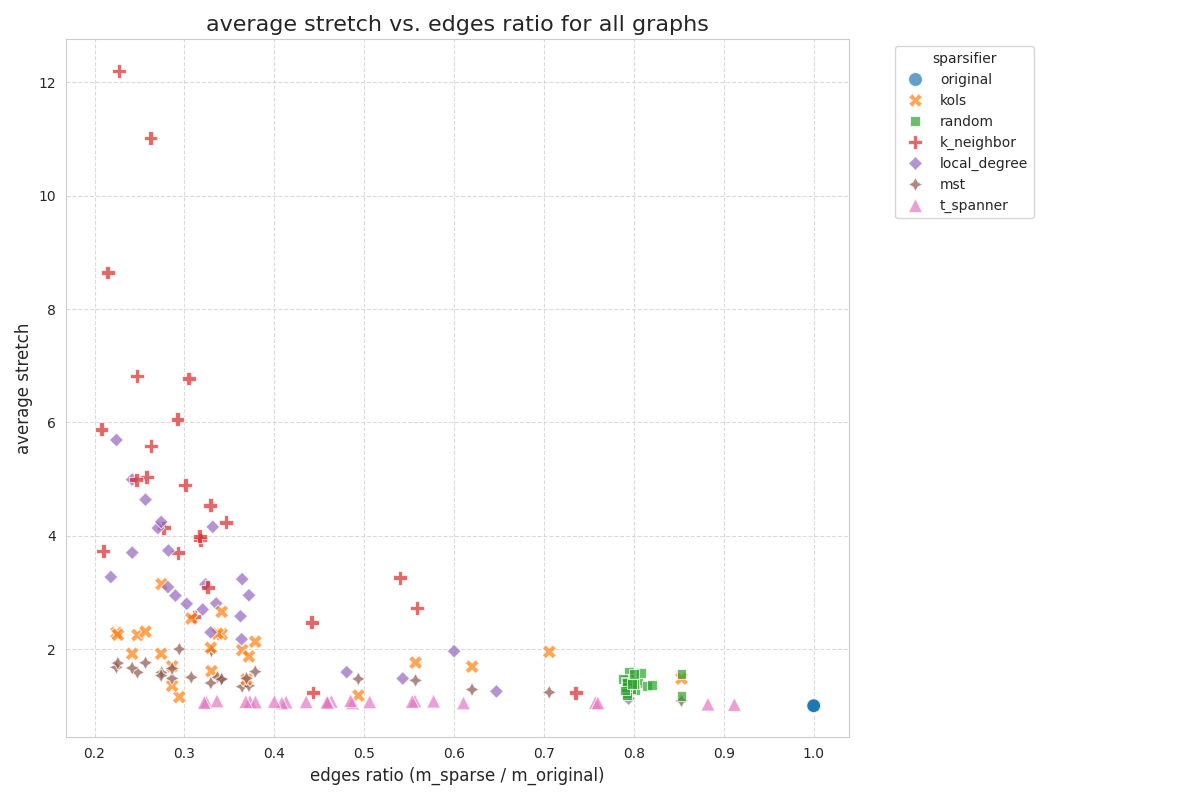 average stretch vs. edges ratio for all graphs
sparsifier
original
kols
random
k_neighbor
local_degree
mst
t_spanner
average stretch
12
10
8
6
4
2
0.2 0.3 0.4 0.5 0.6 0.7 0.8 0.9 1.0
edges ratio (m_sparse / m_original)